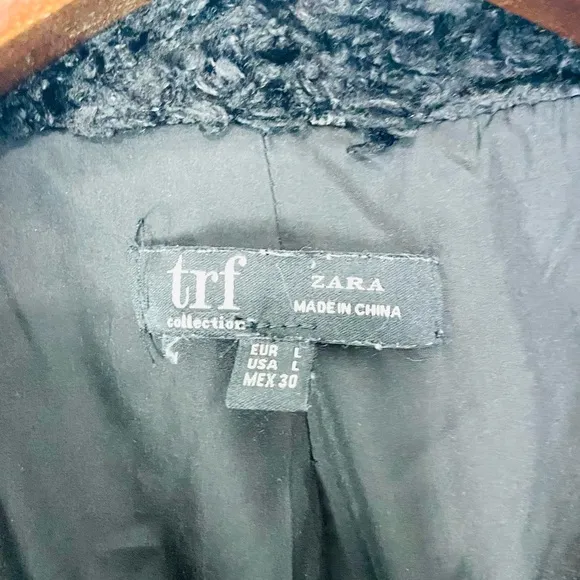 trf
collection
ZARA
MADE IN CHINA
EUR L
USA L
MEX 30